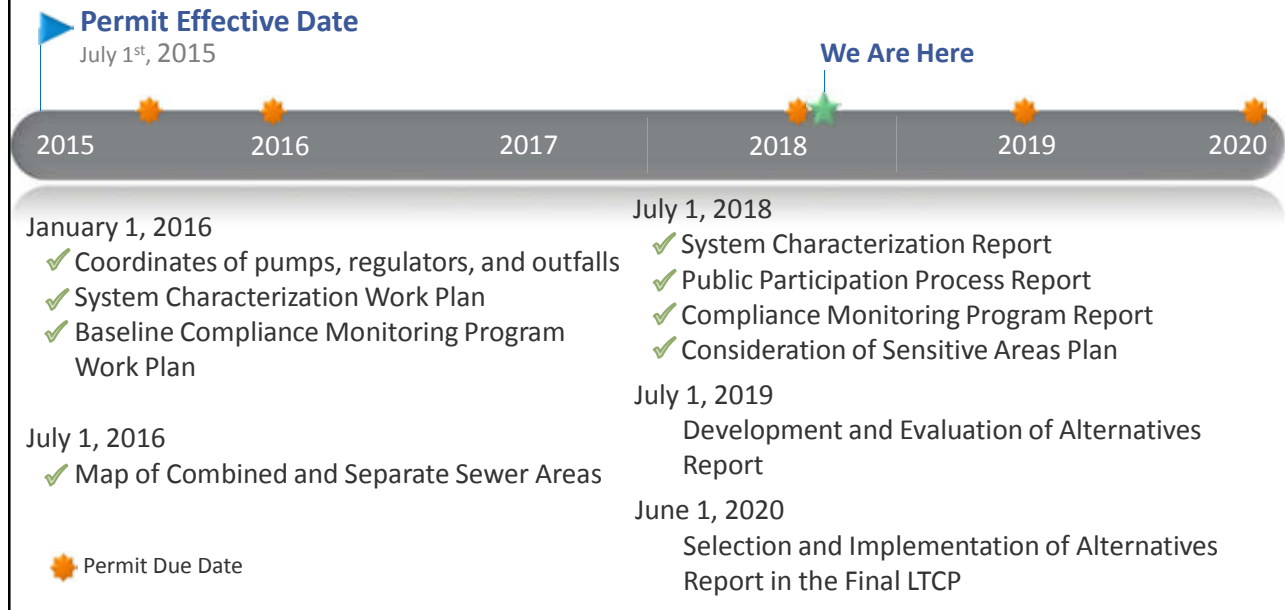 Permit Effective Date
July 1st, 2015
We Are Here
2015 2016 2017 2018 2019 2020
January 1, 2016
Coordinates of pumps, regulators, and outfalls
System Characterization Work Plan
Baseline Compliance Monitoring Program
Work Plan
July 1, 2016
Map of Combined and Separate Sewer Areas
Permit Due Date
July 1, 2018
System Characterization Report
Public Participation Process Report
Compliance Monitoring Program Report
Consideration of Sensitive Areas Plan
July 1, 2019
Development and Evaluation of Alternatives
Report
June 1, 2020
Selection and Implementation of Alternatives
Report in the Final LTCP